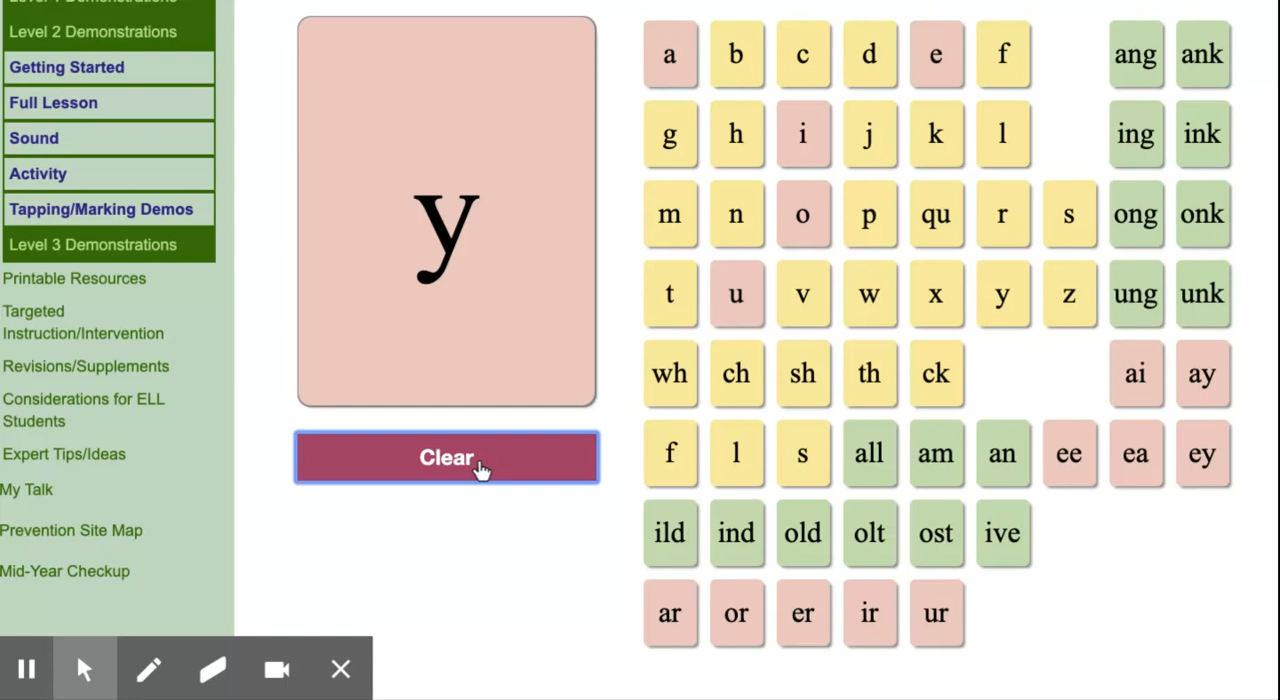 Level 1 Demonstrations
Level 2 Demonstrations
Getting Started
Full Lesson
Sound
Activity
Tapping/Marking Demos
Level 3 Demonstrations
Printable Resources
Targeted
Instruction/Intervention
Revisions/Supplements
Considerations for ELL
Students
Expert Tips/Ideas
My Talk
Prevention Site Map
Mid-Year Checkup
y
Clear
a b c d e f ang ank
g h i j k l ing ink
m n o p qu r s ong onk
t u v w x y z ung unk
wh ch sh th ck ai ay
f l s all am an ee ea ey
ild ind old olt ost ive
ar or er ir ur